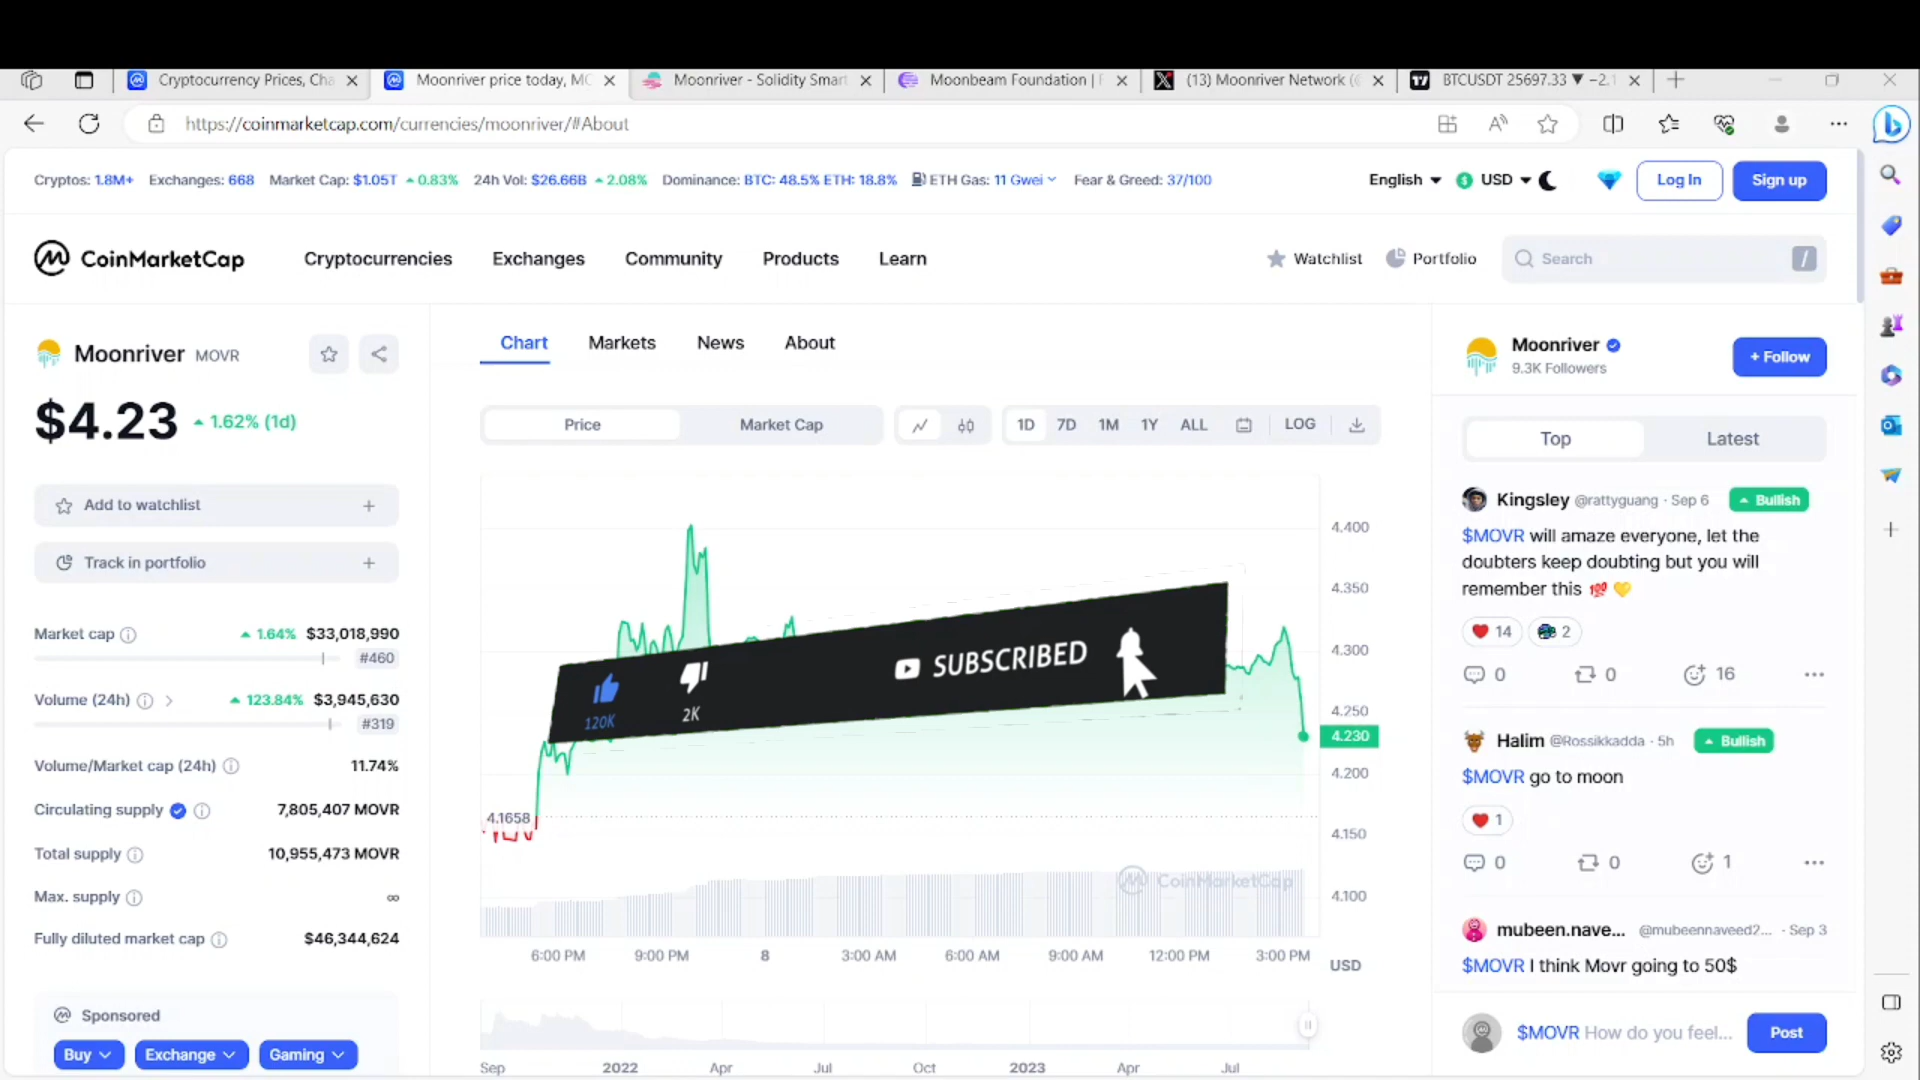 Cryptocurrency Prices, Cha
Moonriver price today, MO
Moonriver - Solidity Smart
Moonbeam Foundation |
(13) Moonriver Network (
BTCUSDT 25697.33 ▼ −2.1
https://coinmarketcap.com/currencies/moonriver/#About
Cryptos: 1.8M+ Exchanges: 668 Market Cap: $1.05T 0.83% 24h Vol: $26.66B 2.08% Dominance: BTC: 48.5% ETH: 18.8% ETH Gas: 11 Gwei Fear & Greed: 37/100
English USD Log In Sign up
CoinMarketCap Cryptocurrencies Exchanges Community Products Learn Watchlist Portfolio Search /
Moonriver MOVR
$4.23 1.62% (1d)
Add to watchlist
Track in portfolio
Market cap 1.64% $33,018,990
#460
Volume (24h) 123.84% $3,945,630
#319
Volume/Market cap (24h) 11.74%
Circulating supply 7,805,407 MOVR
Total supply 10,955,473 MOVR
Max. supply ∞
Fully diluted market cap $46,344,624
Sponsored
Buy Exchange Gaming
Chart Markets News About
Price Market Cap 1D 7D 1M 1Y ALL LOG
4.400
4.350
4.300
4.250
4.230
4.200
4.150
4.100
4.1658
120K 2K SUBSCRIBED
CoinMarketCap
6:00 PM 9:00 PM 8 3:00 AM 6:00 AM 9:00 AM 12:00 PM 3:00 PM USD
Sep 2022 Apr Jul Oct 2023 Apr Jul
Moonriver
9.3K Followers
+ Follow
Top Latest
Kingsley @rattyguang · Sep 6 Bullish
$MOVR will amaze everyone, let the
doubters keep doubting but you will
remember this 💯 💛
14 2
0 0 16
Halim @Rossikkadda · 5h Bullish
$MOVR go to moon
1
0 0 1
mubeen.nave... @mubeennaveed2... · Sep 3
$MOVR I think Movr going to 50$
$MOVR How do you feel... Post